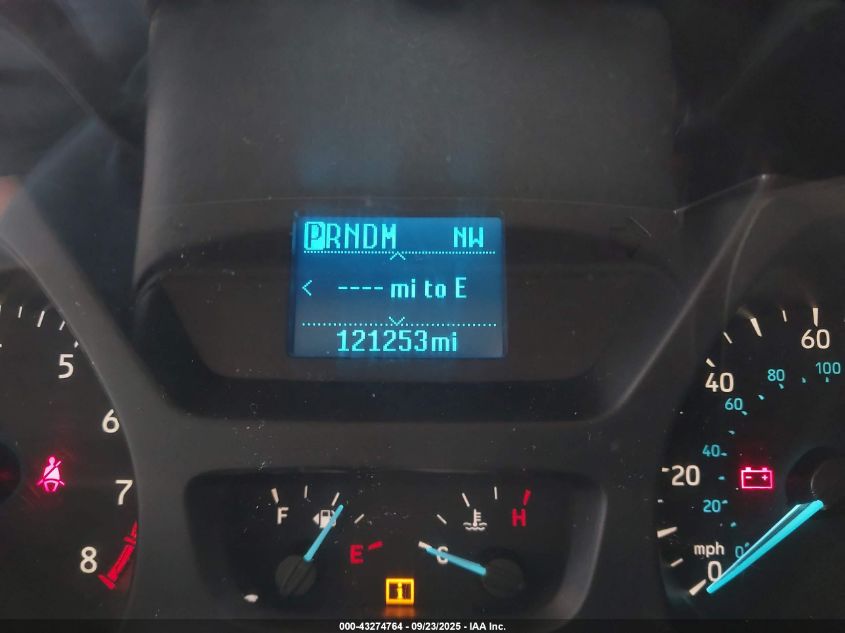 PRNDM NW
< ---- mi to E
121253mi
5
6
7
8
F
E
C
H
60
40
20
0
mph
100
80
60
40
20
0
000-43274764 - 09/23/2025 - IAA Inc.